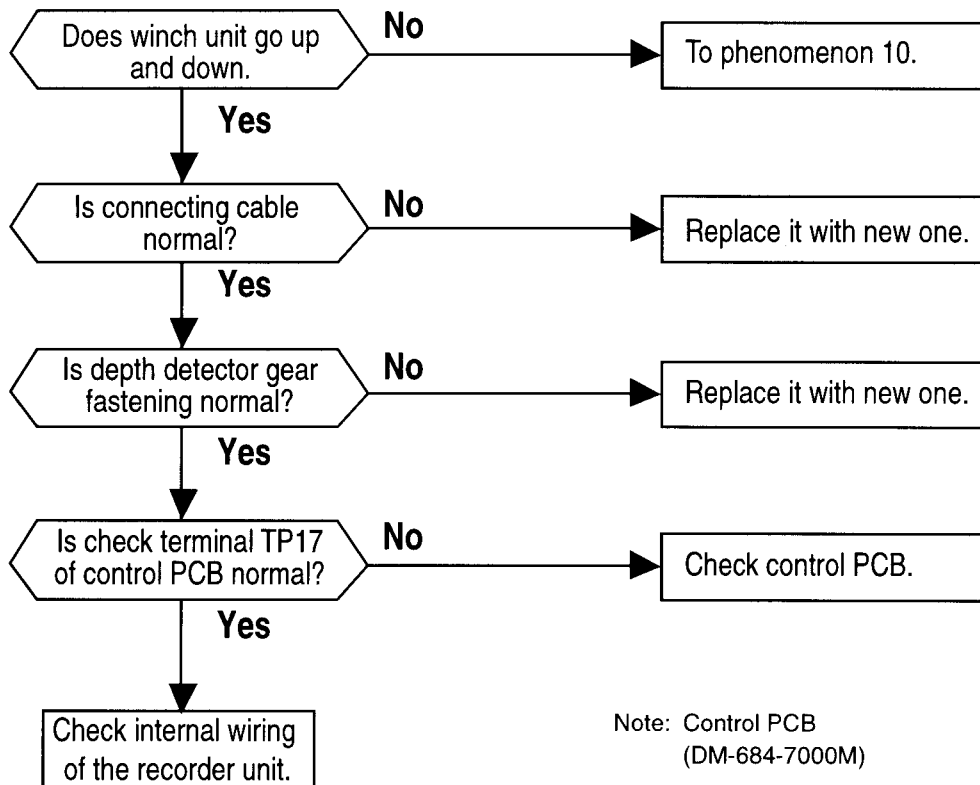 Does winch unit go up
and down.
No
To phenomenon 10.
Yes
Is connecting cable
normal?
No
Replace it with new one.
Yes
Is depth detector gear
fastening normal?
No
Replace it with new one.
Yes
Is check terminal TP17
of control PCB normal?
No
Check control PCB.
Yes
Check internal wiring
of the recorder unit.
Note: Control PCB
(DM-684-7000M)